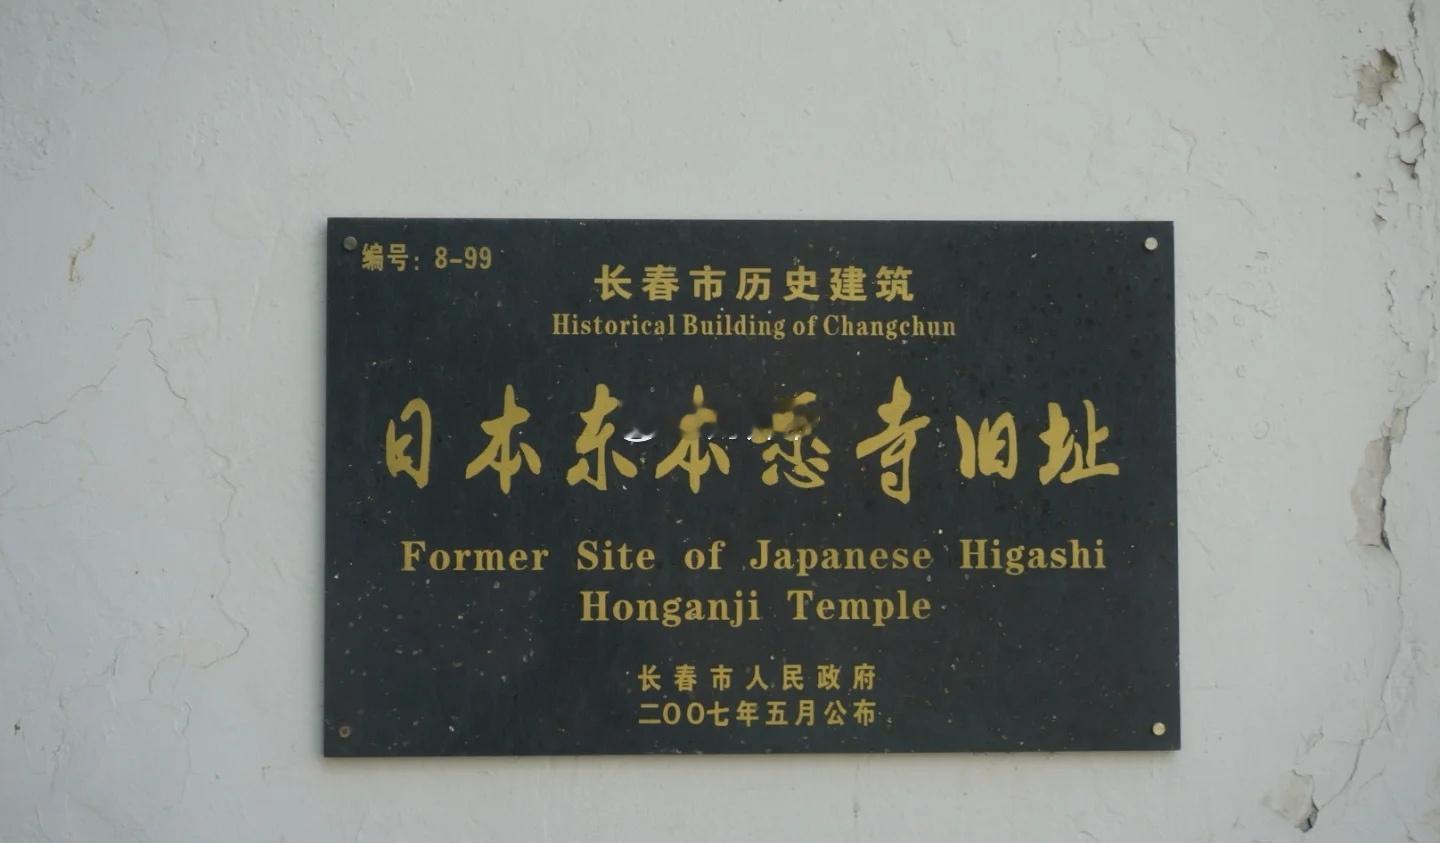 编号：8-99
长春市历史建筑
Historical Building of Changchun
日本东本愿寺旧址
Former Site of Japanese Higashi
Honganji Temple
长春市人民政府
二〇〇七年五月公布